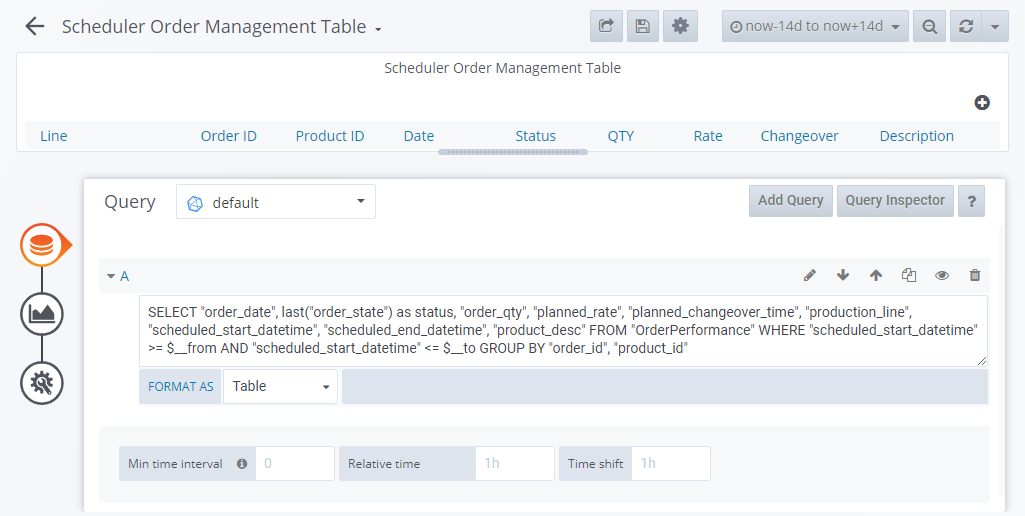 Scheduler Order Management Table
now-14d to now+14d
Scheduler Order Management Table
Line Order ID Product ID Date Status QTY Rate Changeover Description
Query default Add Query Query Inspector ?
A
SELECT "order_date", last("order_state") as status, "order_qty", "planned_rate", "planned_changeover_time", "production_line",
"scheduled_start_datetime", "scheduled_end_datetime", "product_desc" FROM "OrderPerformance" WHERE "scheduled_start_datetime"
>= $__from AND "scheduled_start_datetime" <= $__to GROUP BY "order_id", "product_id"
FORMAT AS Table
Min time interval 0 Relative time 1h Time shift 1h